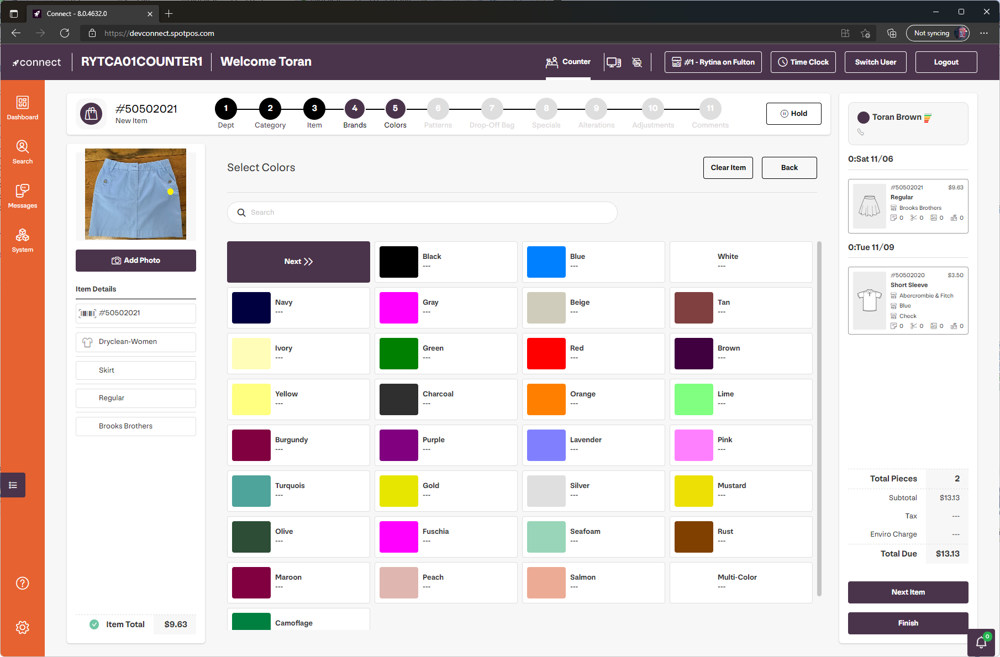 Connect - 8.0.4632.0
https://devconnect.spotpos.com
Not syncing
connect
RYTCA01COUNTER1
Welcome Toran
Counter
#1 - Rytina on Fulton
Time Clock
Switch User
Logout
Dashboard
Search
Messages
System
#50502021
New Item
1
Dept
2
Category
3
Item
4
Brands
5
Colors
6
Patterns
7
Drop-Off Bag
8
Specials
9
Alterations
10
Adjustments
11
Comments
Hold
Add Photo
Item Details
#50502021
Dryclean-Women
Skirt
Regular
Brooks Brothers
Item Total $9.63
Select Colors
Clear Item
Back
Search
Next
Black
---
Blue
---
White
---
Navy
---
Gray
---
Beige
---
Tan
---
Ivory
---
Green
---
Red
---
Brown
---
Yellow
---
Charcoal
---
Orange
---
Lime
---
Burgundy
---
Purple
---
Lavender
---
Pink
---
Turquois
---
Gold
---
Silver
---
Mustard
---
Olive
---
Fuschia
---
Seafoam
---
Rust
---
Maroon
---
Peach
---
Salmon
---
Multi-Color
---
Camoflage
Toran Brown
0:Sat 11/06
#50502021 $9.63
Regular
Brooks Brothers
0 0 0 0
0:Tue 11/09
#50502020 $3.50
Short Sleeve
Abercrombie & Fitch
Blue
Check
0 0 0 0
Total Pieces 2
Subtotal $13.13
Tax ---
Enviro Charge ---
Total Due $13.13
Next Item
Finish
0